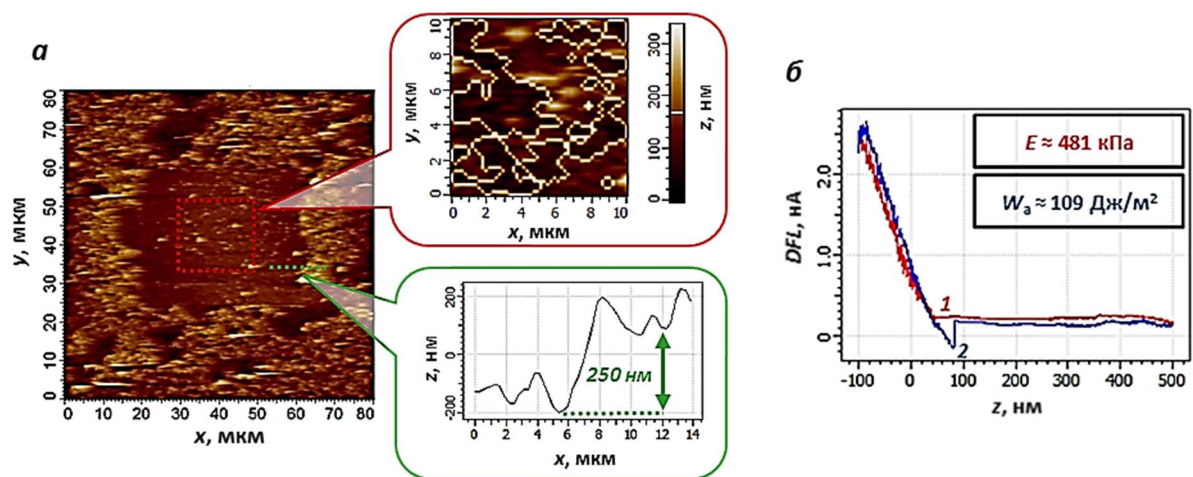 а
y, мкм
80
70
60
50
40
30
20
10
0
0 10 20 30 40 50 60 70 80
x, мкм
y, мкм
10
8
6
4
2
0
0 2 4 6 8 10
x, мкм
300
200
100
0
z, нм
z, нм
200
0
-200
250 нм
0 2 4 6 8 10 12 14
x, мкм
б
DFL, нА
2.0
1.0
0
E ≈ 481 кПа
Wа ≈ 109 Дж/м²
1
2
-100 0 100 200 300 400 500
z, нм